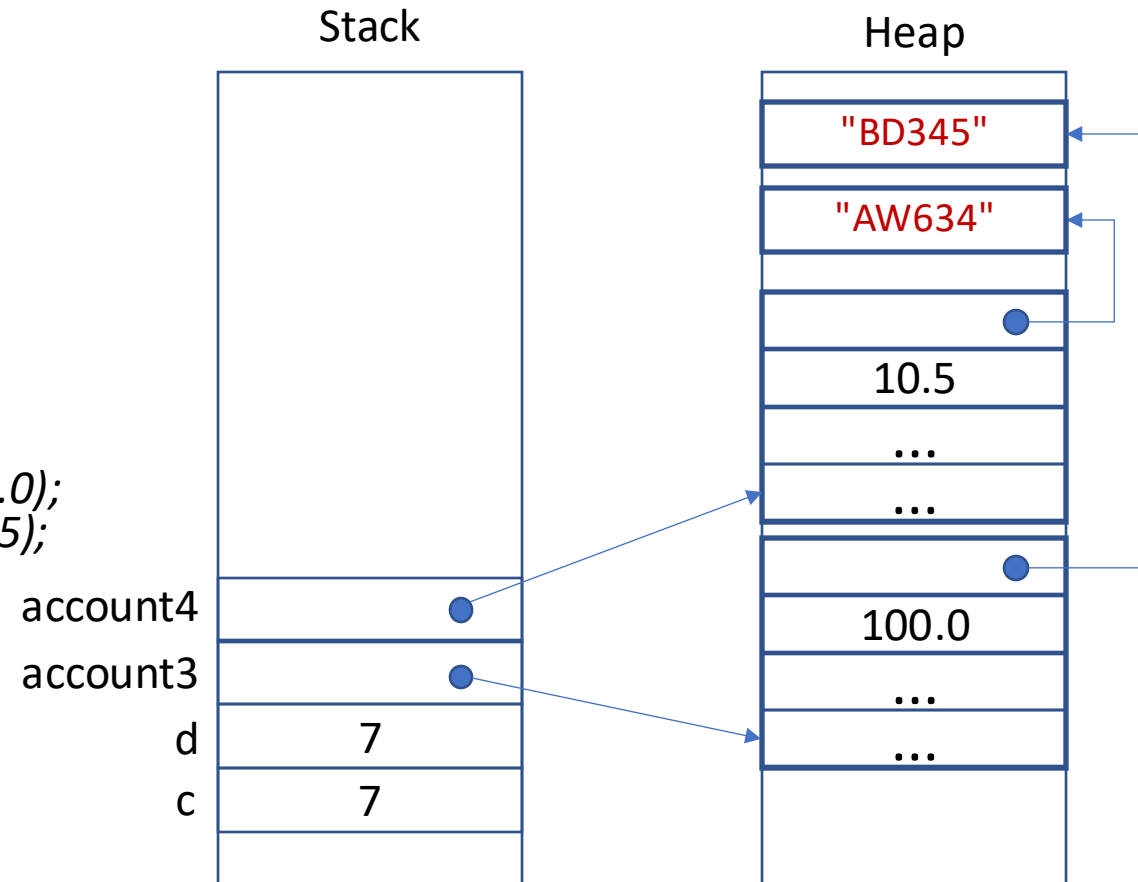 Stack
Heap
"BD345"
"AW634"
10.5
...
...
.0);
5);
account4
100.0
account3
...
d 7 ...
c 7